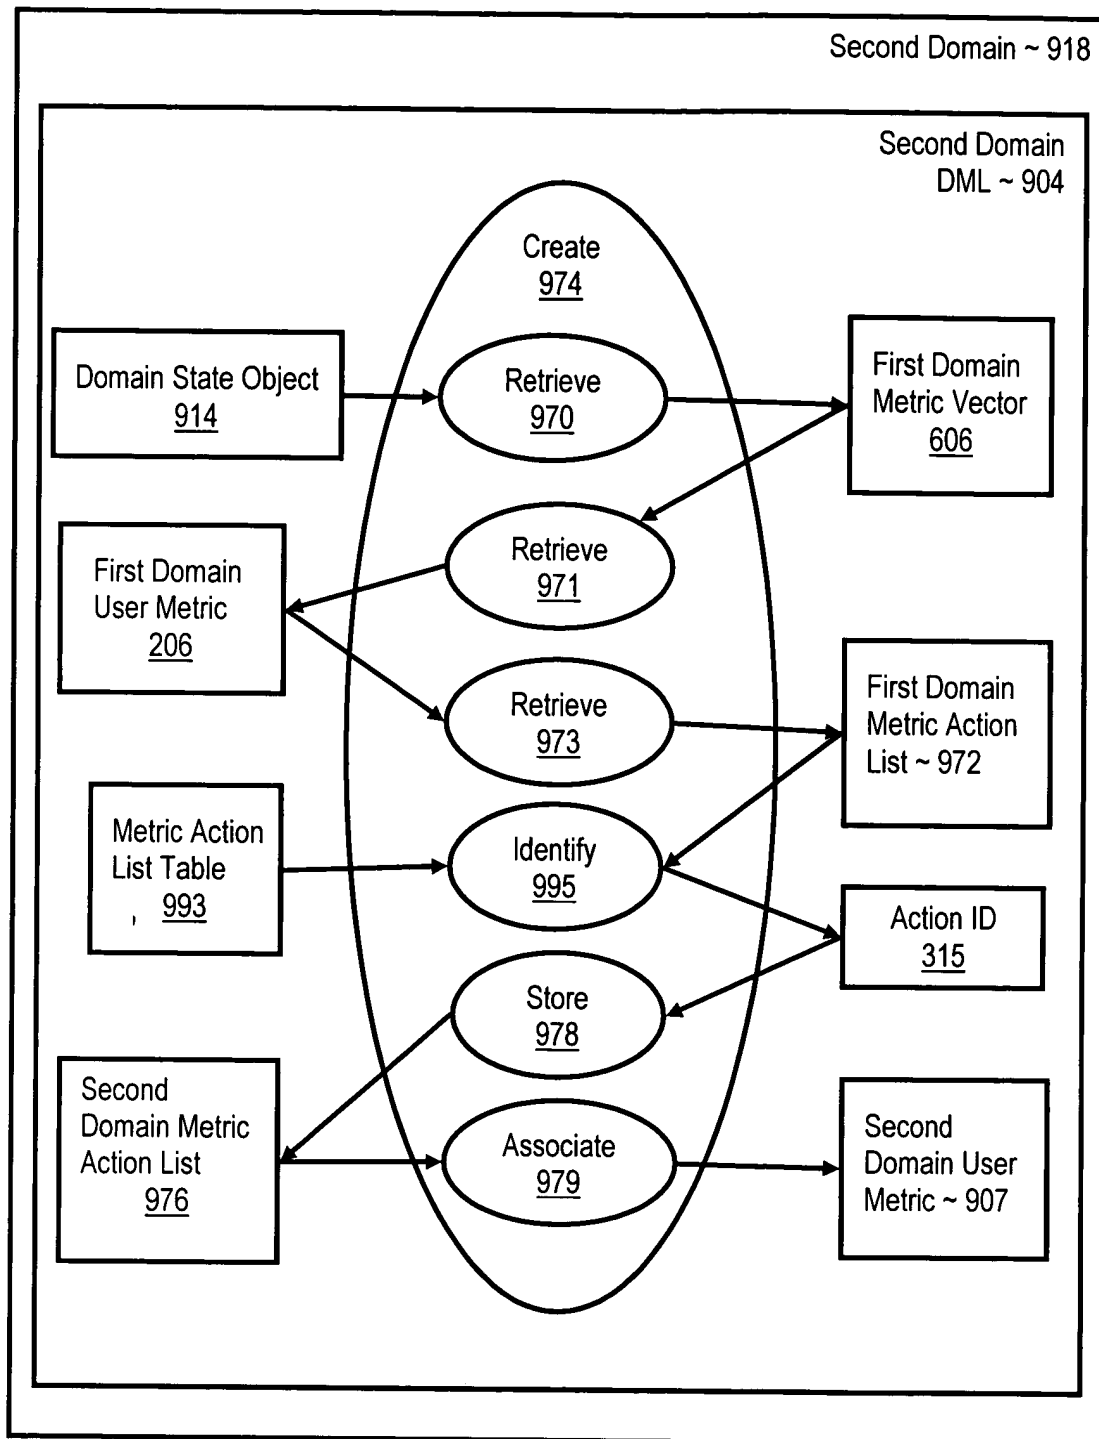 Second Domain ~ 918
Second Domain
DML ~ 904
Create
974
Domain State Object
914
Retrieve
970
First Domain
Metric Vector
606
Retrieve
971
First Domain
User Metric
206
Retrieve
973
First Domain
Metric Action
List ~ 972
Metric Action
List Table
993
Identify
995
Action ID
315
Store
978
Second
Domain Metric
Action List
976
Associate
979
Second
Domain User
Metric ~ 907